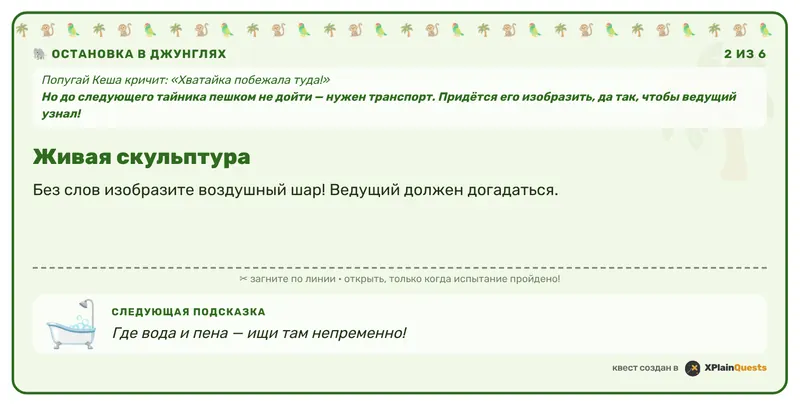 ОСТАНОВКА В ДЖУНГЛЯХ
2 ИЗ 6
Попугай Кеша кричит: «Хватайка побежала туда!»
Но до следующего тайника пешком не дойти — нужен транспорт. Придётся его изобразить, да так, чтобы ведущий
узнал!
Живая скульптура
Без слов изобразите воздушный шар! Ведущий должен догадаться.
✂ загните по линии · открыть, только когда испытание пройдено!
СЛЕДУЮЩАЯ ПОДСКАЗКА
Где вода и пена — ищи там непременно!
квест создан в XPlainQuests